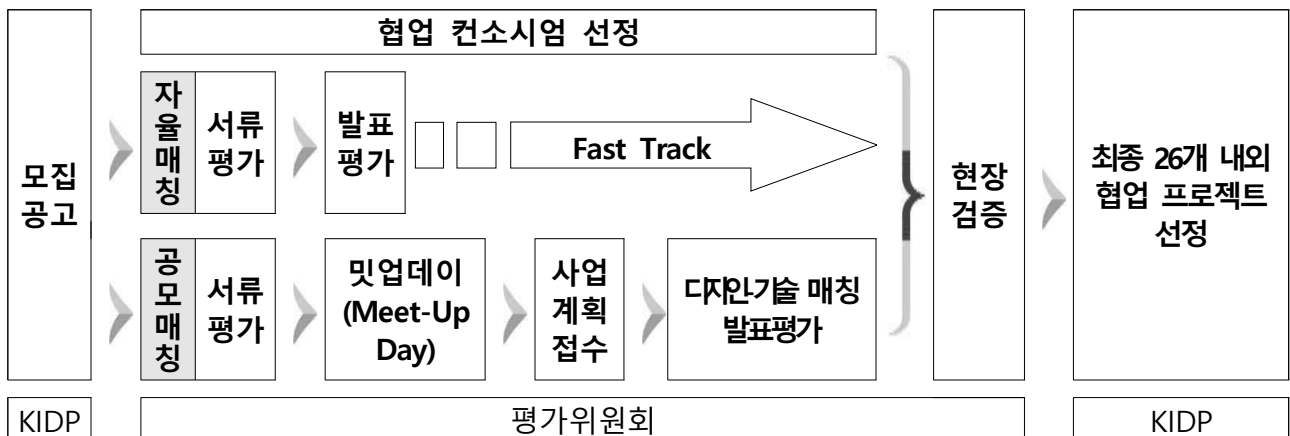 모집
공고
협업 컨소시엄 선정
자
율
매
칭
서류
평가
발표
평가
Fast Track
공
모
매
칭
서류
평가
밋업데이
(Meet-Up
Day)
사업
계획
접수
디자인-기술 매칭
발표평가
현장
검증
최종 26개 내외
협업 프로젝트
선정
KIDP
평가위원회
KIDP